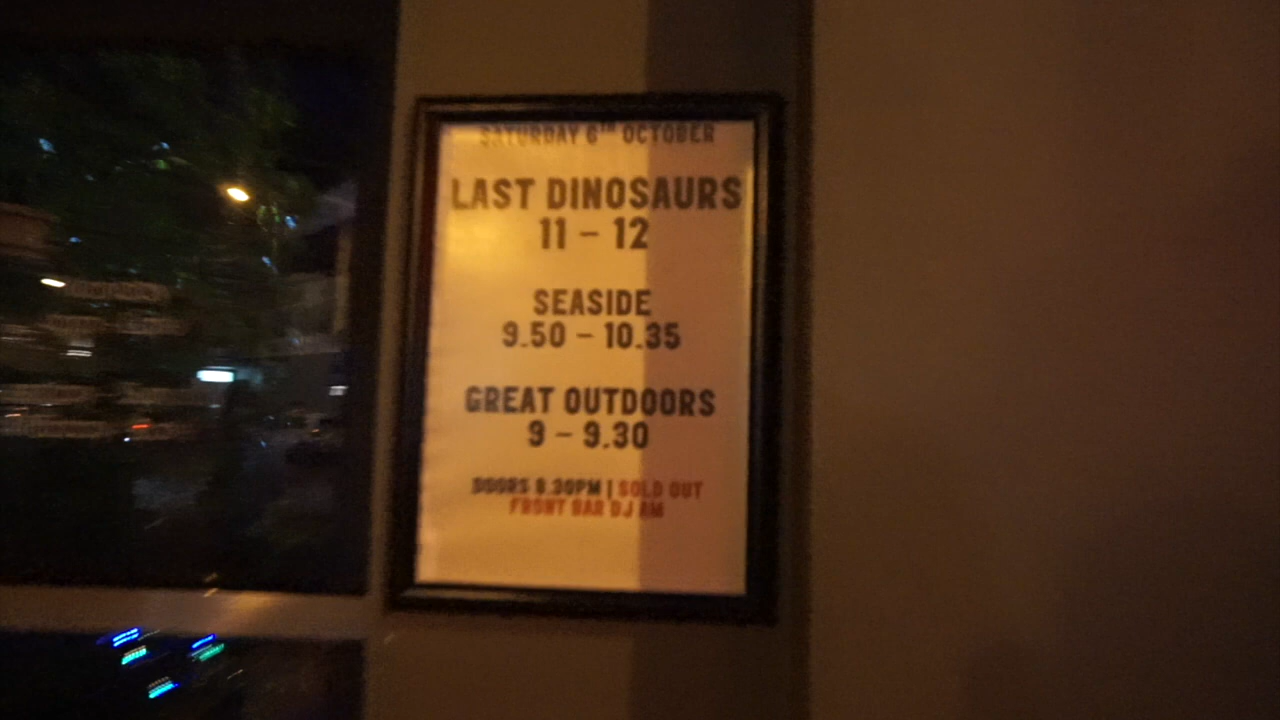 SATURDAY 6TH OCTOBER
LAST DINOSAURS
11 – 12
SEASIDE
9.50 – 10.35
GREAT OUTDOORS
9 – 9.30
DOORS 8.30PM | SOLD OUT
FRONT BAR DJ AM